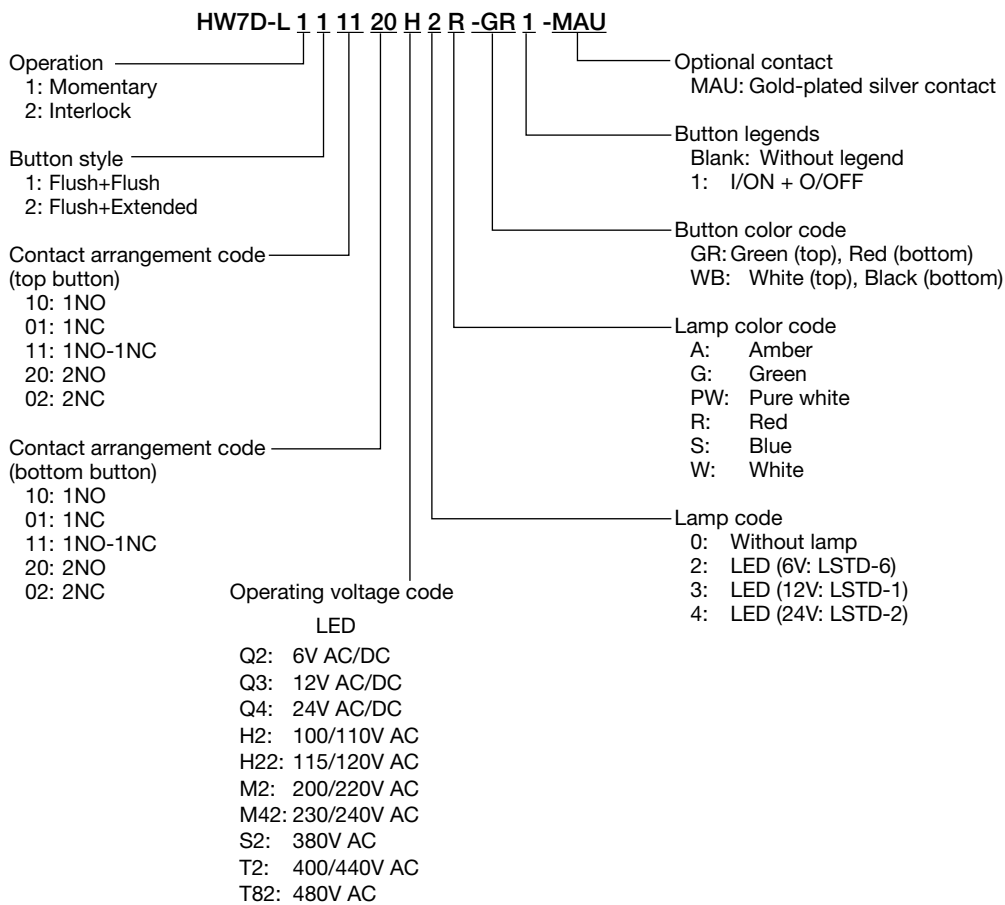 HW7D-L 1 1 11 20 H 2 R -GR 1 -MAU
Operation
1: Momentary
2: Interlock
Button style
1: Flush+Flush
2: Flush+Extended
Contact arrangement code
(top button)
10: 1NO
01: 1NC
11: 1NO-1NC
20: 2NO
02: 2NC
Contact arrangement code
(bottom button)
10: 1NO
01: 1NC
11: 1NO-1NC
20: 2NO
02: 2NC
Operating voltage code
LED
Q2: 6V AC/DC
Q3: 12V AC/DC
Q4: 24V AC/DC
H2: 100/110V AC
H22: 115/120V AC
M2: 200/220V AC
M42: 230/240V AC
S2: 380V AC
T2: 400/440V AC
T82: 480V AC
Optional contact
MAU: Gold-plated silver contact
Button legends
Blank: Without legend
1: I/ON + O/OFF
Button color code
GR: Green (top), Red (bottom)
WB: White (top), Black (bottom)
Lamp color code
A: Amber
G: Green
PW: Pure white
R: Red
S: Blue
W: White
Lamp code
0: Without lamp
2: LED (6V: LSTD-6)
3: LED (12V: LSTD-1)
4: LED (24V: LSTD-2)